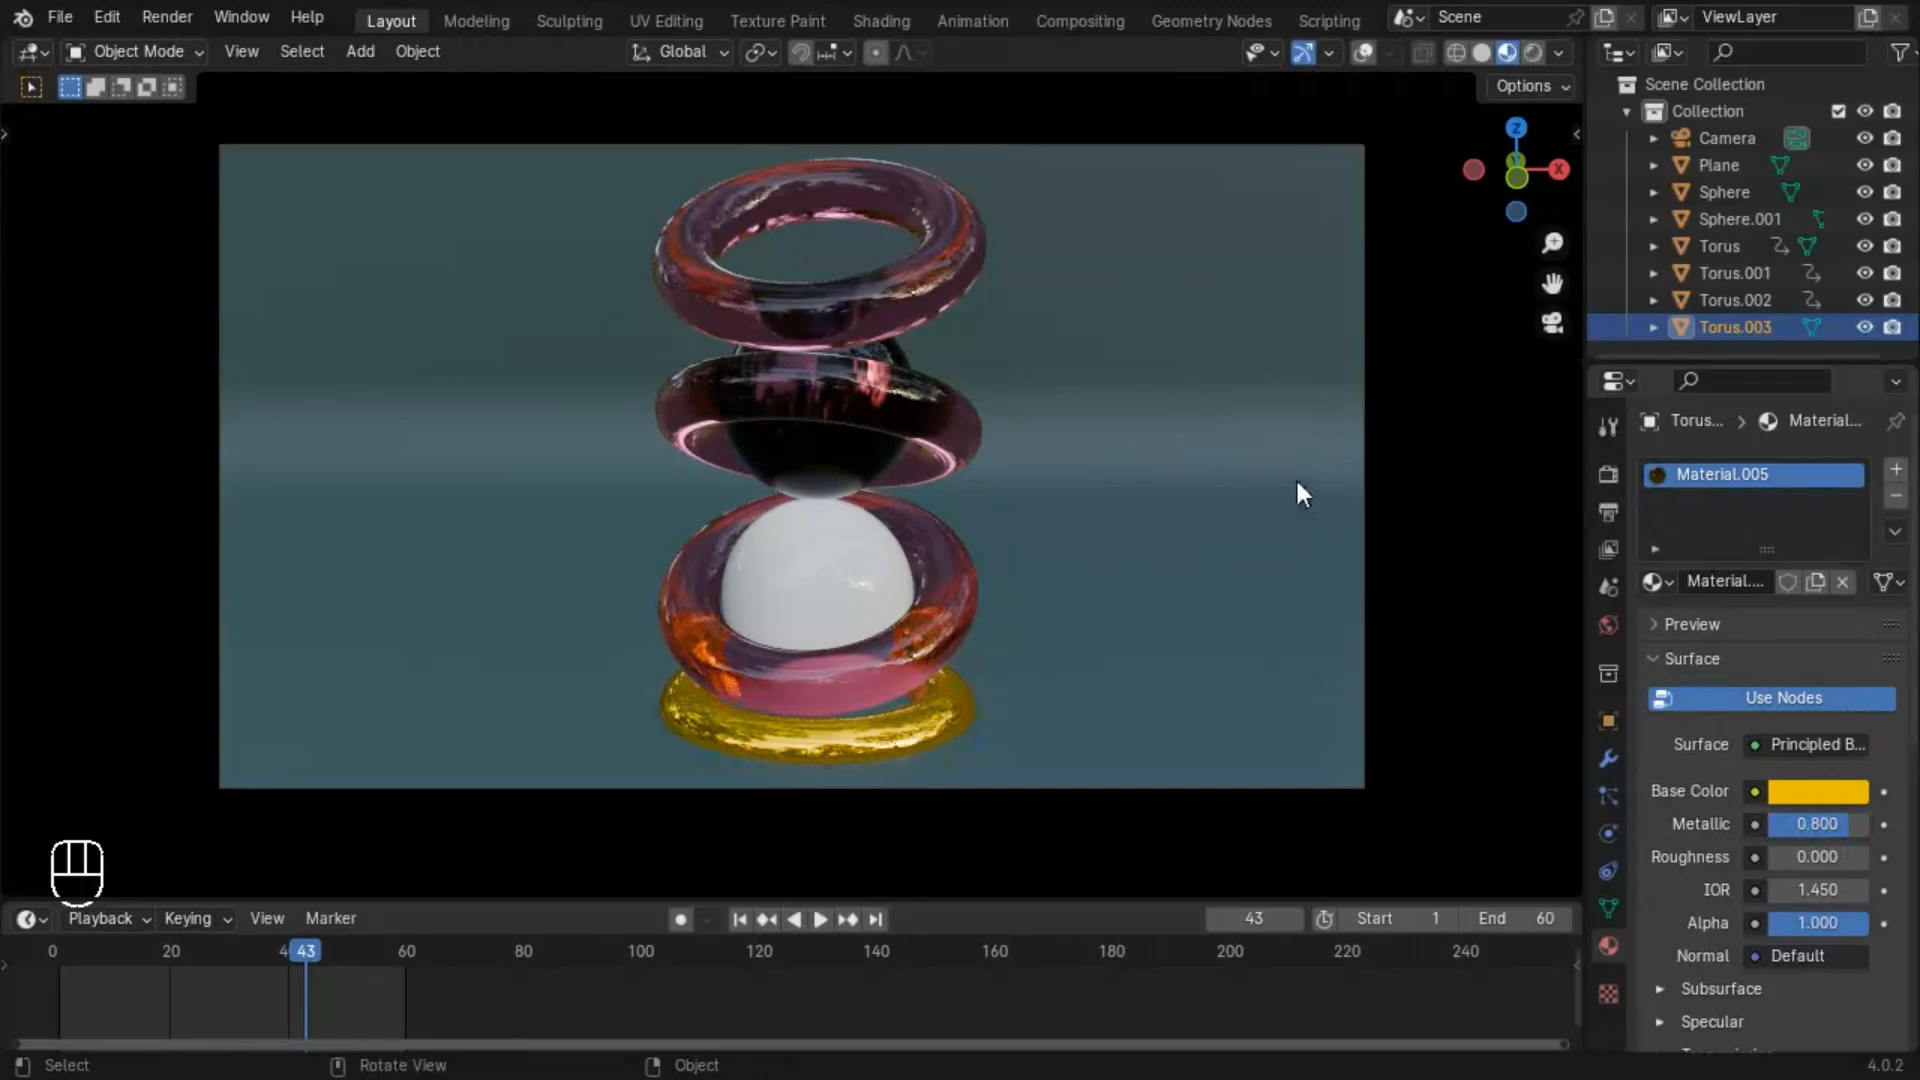 File Edit Render Window Help Layout Modeling Sculpting UV Editing Texture Paint Shading Animation Compositing Geometry Nodes Scripting Scene ViewLayer
Object Mode View Select Add Object Global
Options
Z
X
Scene Collection
Collection
Camera
Plane
Sphere
Sphere.001
Torus
Torus.001
Torus.002
Torus.003
Torus... Material...
Material.005
Material....
Preview
Surface
Use Nodes
Surface Principled B...
Base Color
Metallic 0.800
Roughness 0.000
IOR 1.450
Alpha 1.000
Normal Default
Subsurface
Specular
Playback Keying View Marker 43 Start 1 End 60
0 20 4 43 60 80 100 120 140 160 180 200 220 240
Select Rotate View Object 4.0.2